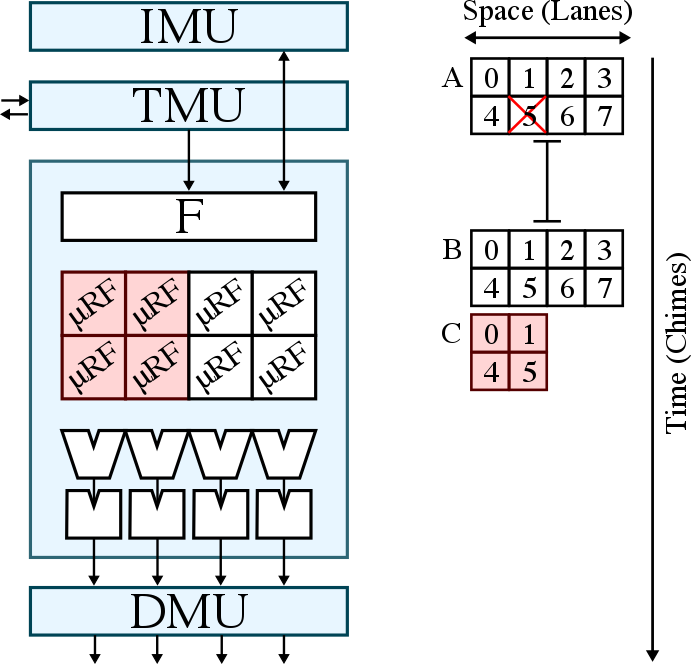 IMU
TMU
F
μRF μRF μRF μRF
μRF μRF μRF μRF
DMU
Space (Lanes)
A 0 1 2 3
4 5 6 7
B 0 1 2 3
4 5 6 7
C 0 1
4 5
Time (Chimes)